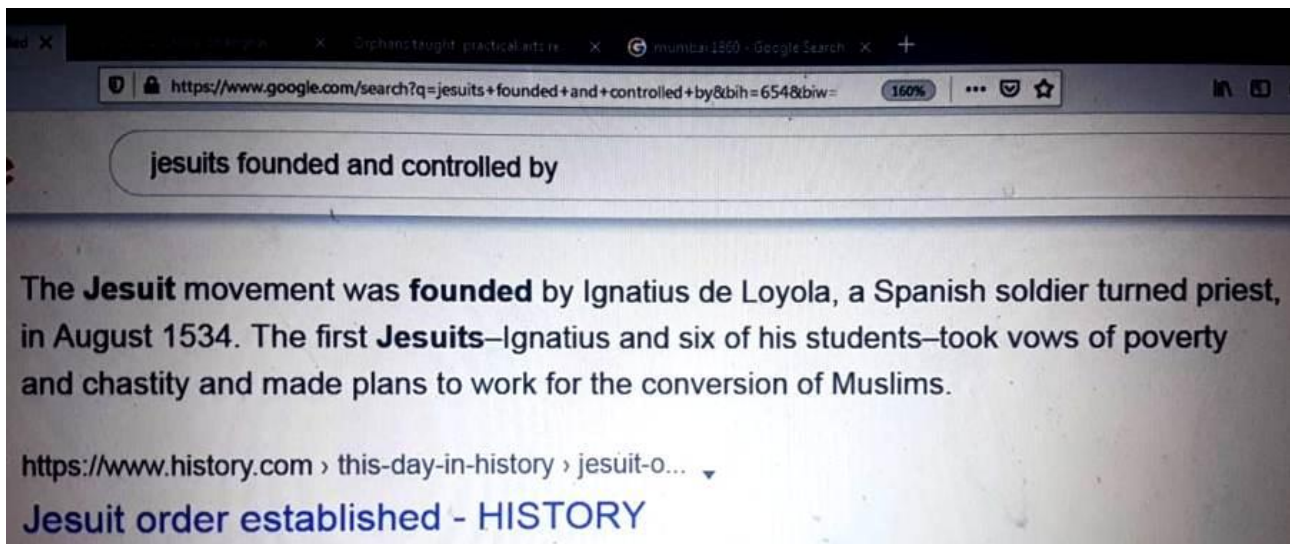 Orphans taught practical arts re
mumbai 1860 - Google Search
https://www.google.com/search?q=jesuits+founded+and+controlled+by&bih=654&biw=
160%
jesuits founded and controlled by
The Jesuit movement was founded by Ignatius de Loyola, a Spanish soldier turned priest,
in August 1534. The first Jesuits–Ignatius and six of his students–took vows of poverty
and chastity and made plans to work for the conversion of Muslims.
https://www.history.com › this-day-in-history › jesuit-o...
Jesuit order established - HISTORY